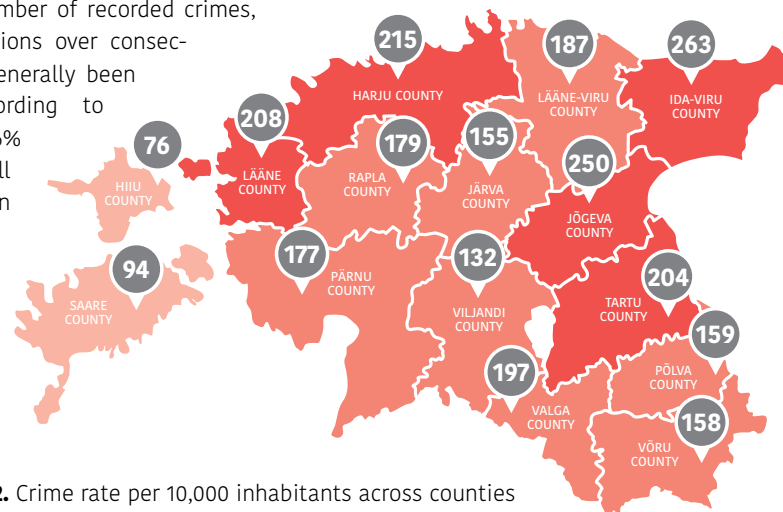 mber of recorded crimes,
ions over consec-
enerally been
ording to
%
ll
n
215
HARJU COUNTY
187
LÄÄNE-VIRU
COUNTY
263
IDA-VIRU
COUNTY
76
HIIU
COUNTY
208
LÄÄNE
COUNTY
179
RAPLA
COUNTY
155
JÄRVA
COUNTY
250
JÕGEVA
COUNTY
94
SAARE
COUNTY
177
PÄRNU
COUNTY
132
VILJANDI
COUNTY
204
TARTU
COUNTY
159
PÕLVA
COUNTY
197
VALGA
COUNTY
158
VÕRU
COUNTY
2. Crime rate per 10,000 inhabitants across counties